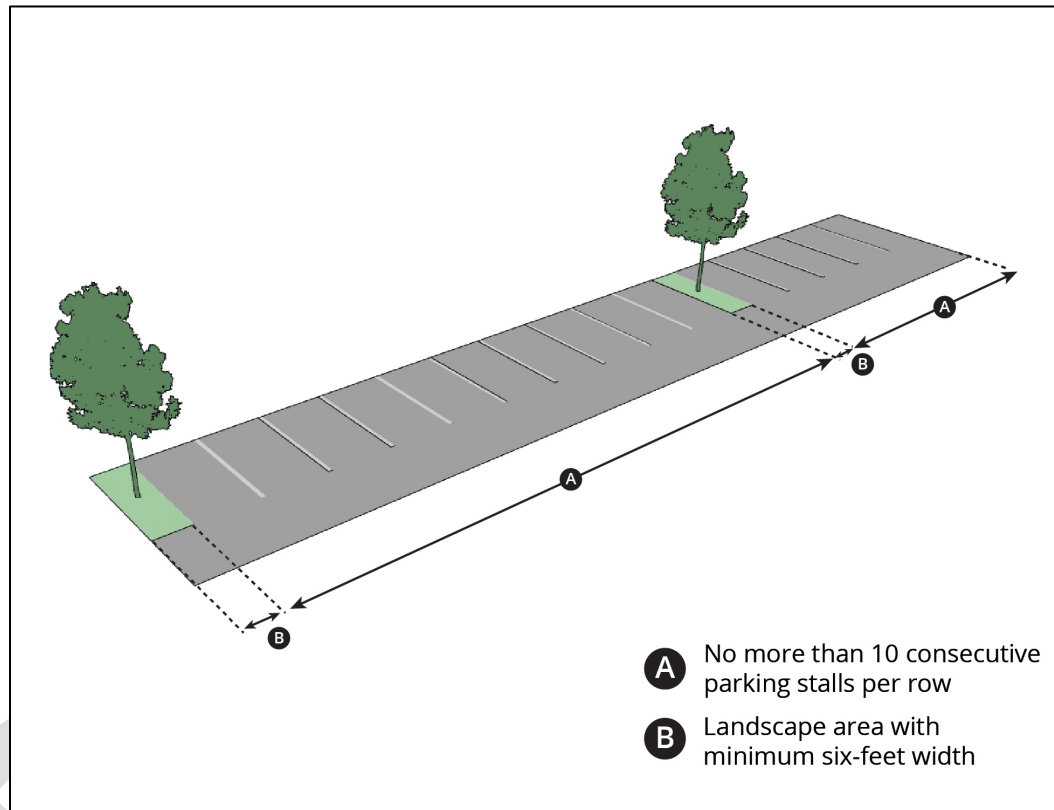 A
B
A
B
A No more than 10 consecutive
parking stalls per row
B Landscape area with
minimum six-feet width